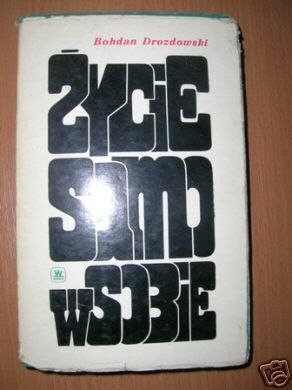 Bohdan Drozdowski
ŻYCIE
SAMO
W SOBIE
W